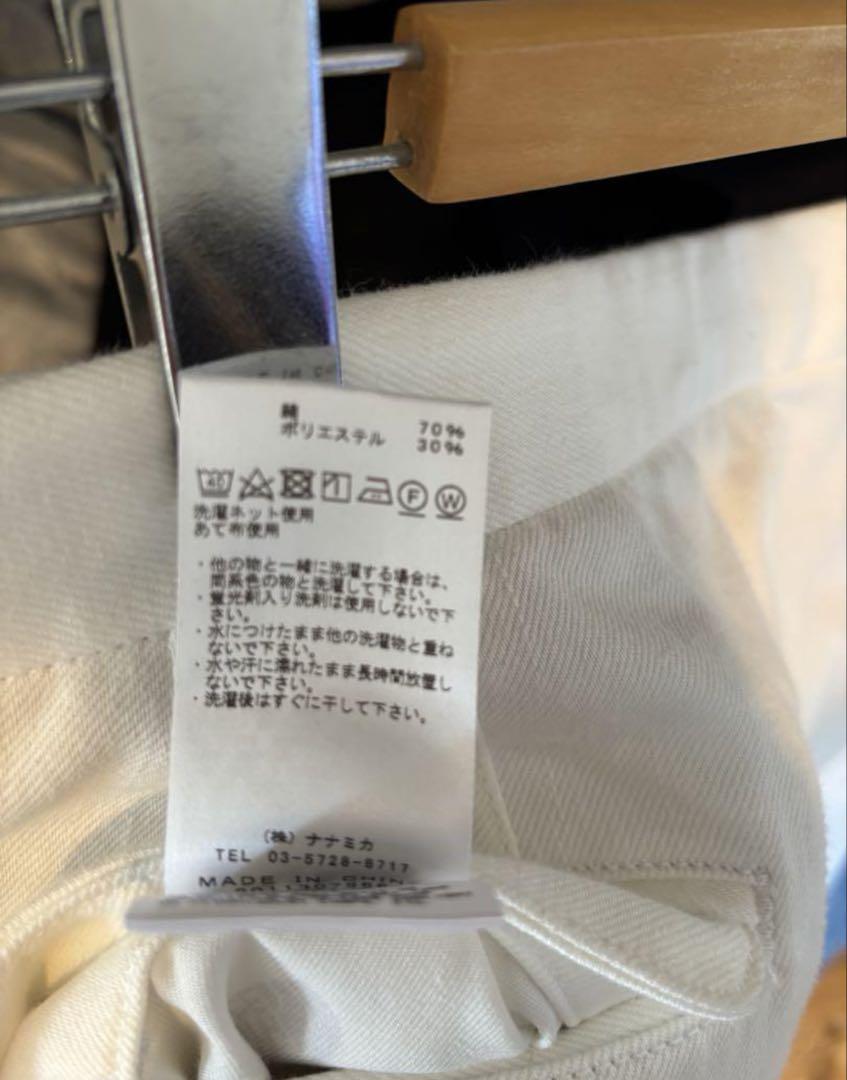 綿 70%
ポリエステル 30%
40
F W
洗濯ネット使用
あて布使用
・他の物と一緒に洗濯する場合は、
同系色の物と洗濯して下さい。
・蛍光剤入り洗剤は使用しないで下
さい。
・水につけたまま他の洗濯物と重ね
ないで下さい。
・水や汗に濡れたまま長時間放置し
ないで下さい。
・洗濯後はすぐに干して下さい。
(株) ナナミカ
TEL 03-5728-6717
MADE IN CHIN